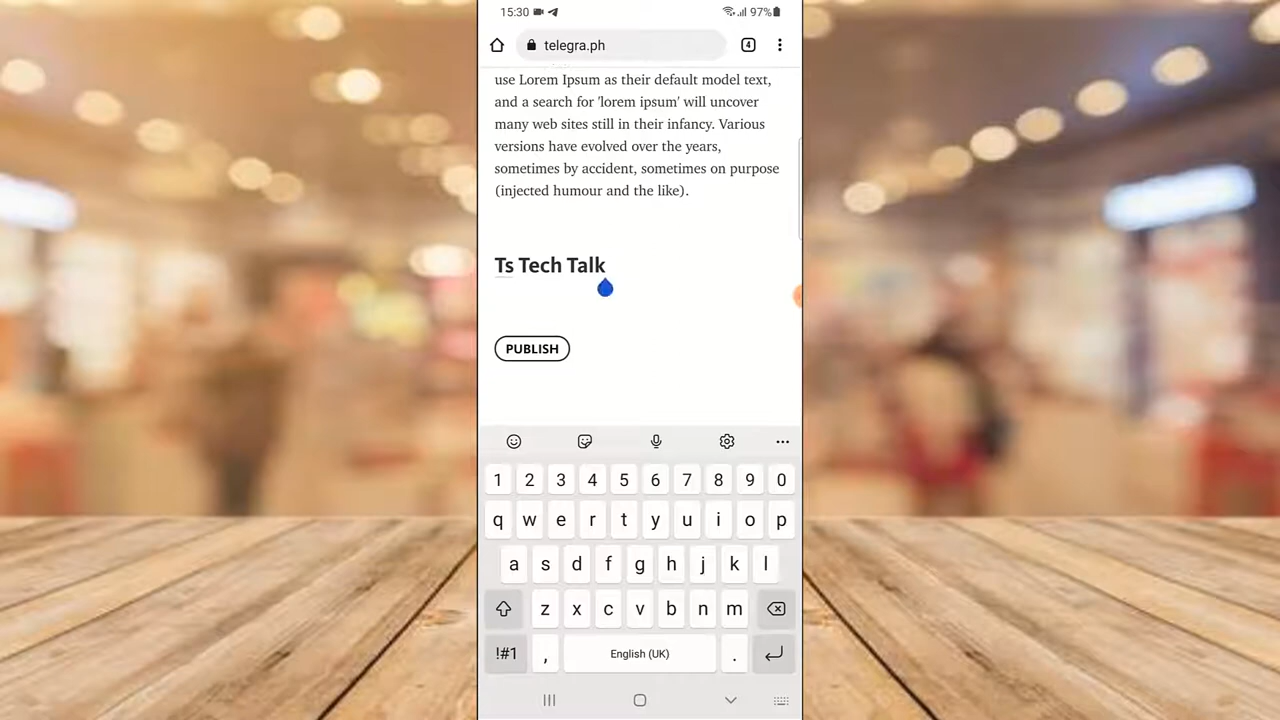 15:30 97%
telegra.ph 4
use Lorem Ipsum as their default model text,
and a search for 'lorem ipsum' will uncover
many web sites still in their infancy. Various
versions have evolved over the years,
sometimes by accident, sometimes on purpose
(injected humour and the like).
Ts Tech Talk
PUBLISH
1 2 3 4 5 6 7 8 9 0
q w e r t y u i o p
a s d f g h j k l
z x c v b n m
!#1 , English (UK) .